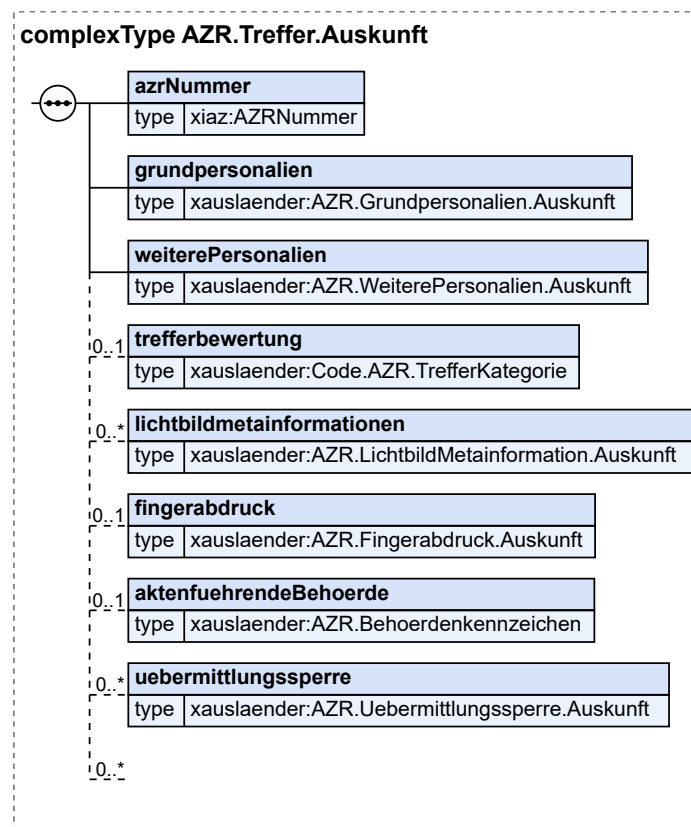 complexType AZR.Treffer.Auskunft
azrNummer
type xiaz:AZRNummer
grundpersonalien
type xauslaender:AZR.Grundpersonalien.Auskunft
weiterePersonalien
type xauslaender:AZR.WeiterePersonalien.Auskunft
0..1 trefferbewertung
type xauslaender:Code.AZR.TrefferKategorie
0..* lichtbildmetainformationen
type xauslaender:AZR.LichtbildMetainformation.Auskunft
0..1 fingerabdruck
type xauslaender:AZR.Fingerabdruck.Auskunft
0..1 aktenfuehrendeBehoerde
type xauslaender:AZR.Behoerdenkennzeichen
0..* uebermittlungssperre
type xauslaender:AZR.Uebermittlungssperre.Auskunft
0..*